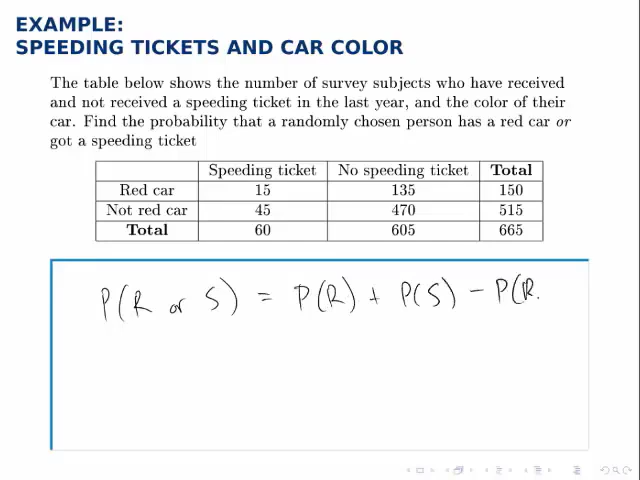 EXAMPLE:
SPEEDING TICKETS AND CAR COLOR
The table below shows the number of survey subjects who have received
and not received a speeding ticket in the last year, and the color of their
car. Find the probability that a randomly chosen person has a red car or
got a speeding ticket
Speeding ticket No speeding ticket Total
Red car 15 135 150
Not red car 45 470 515
Total 60 605 665
P(R or S) = P(R) + P(S) - P(R